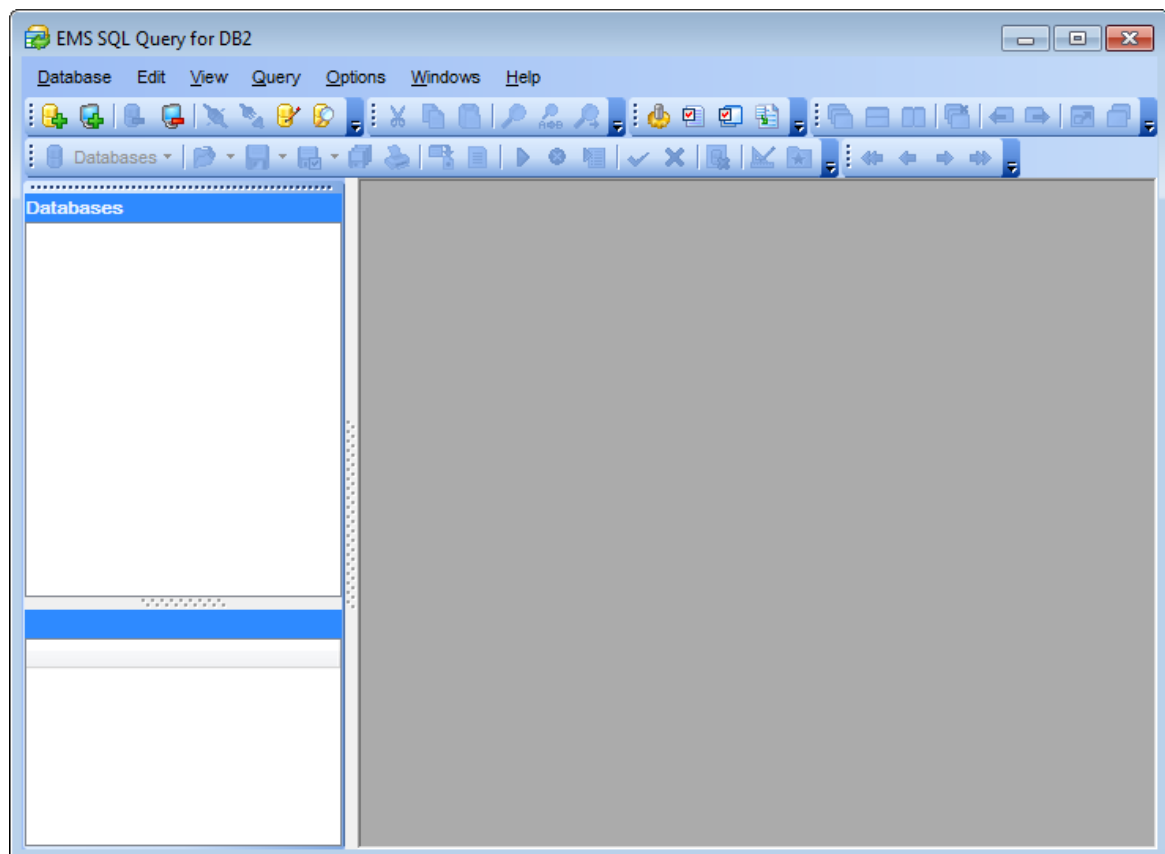 EMS SQL Query for DB2
Database Edit View Query Options Windows Help
Databases
Databases